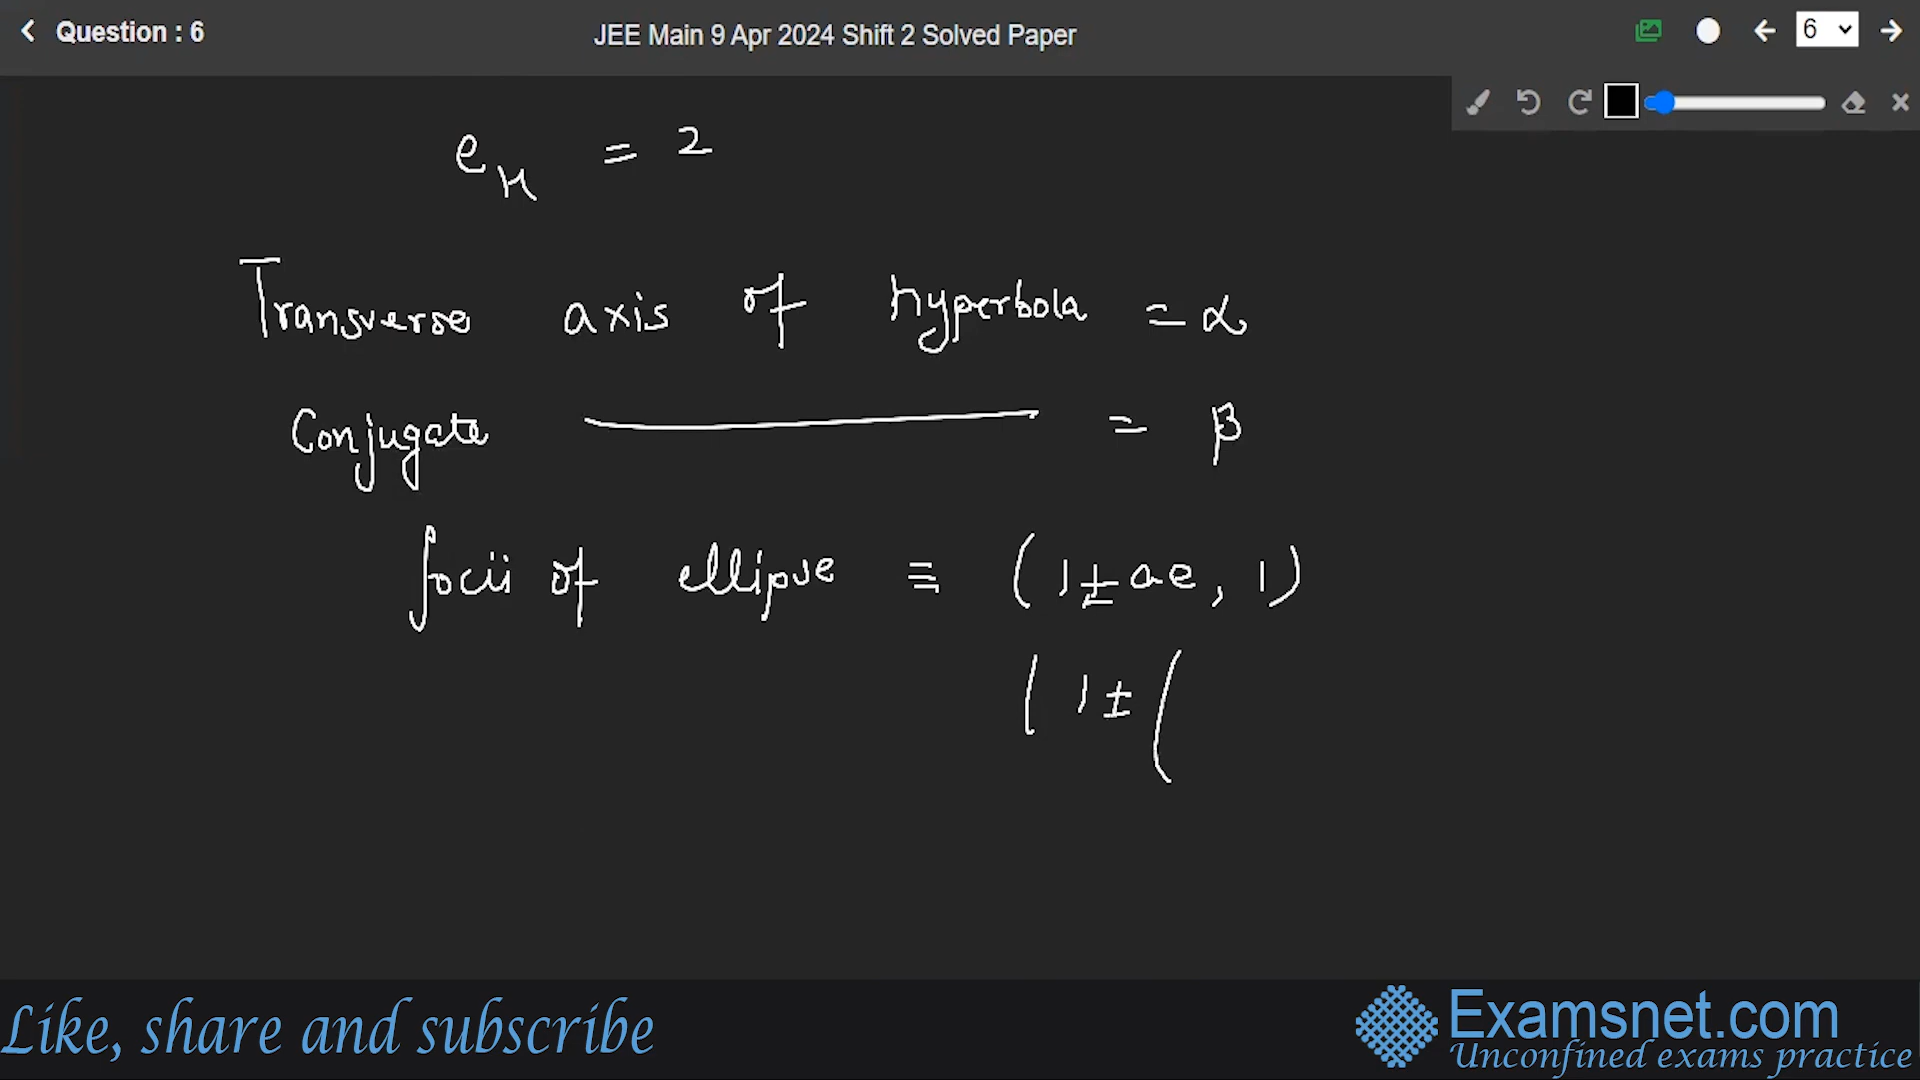 Question : 6
JEE Main 9 Apr 2024 Shift 2 Solved Paper
6
e_H = 2
Transverse axis of hyperbola = α
Conjugate ——— = β
focii of ellipse ≡ (1±ae, 1)
(1±(
Like, share and subscribe
Examsnet.com
Unconfined exams practice